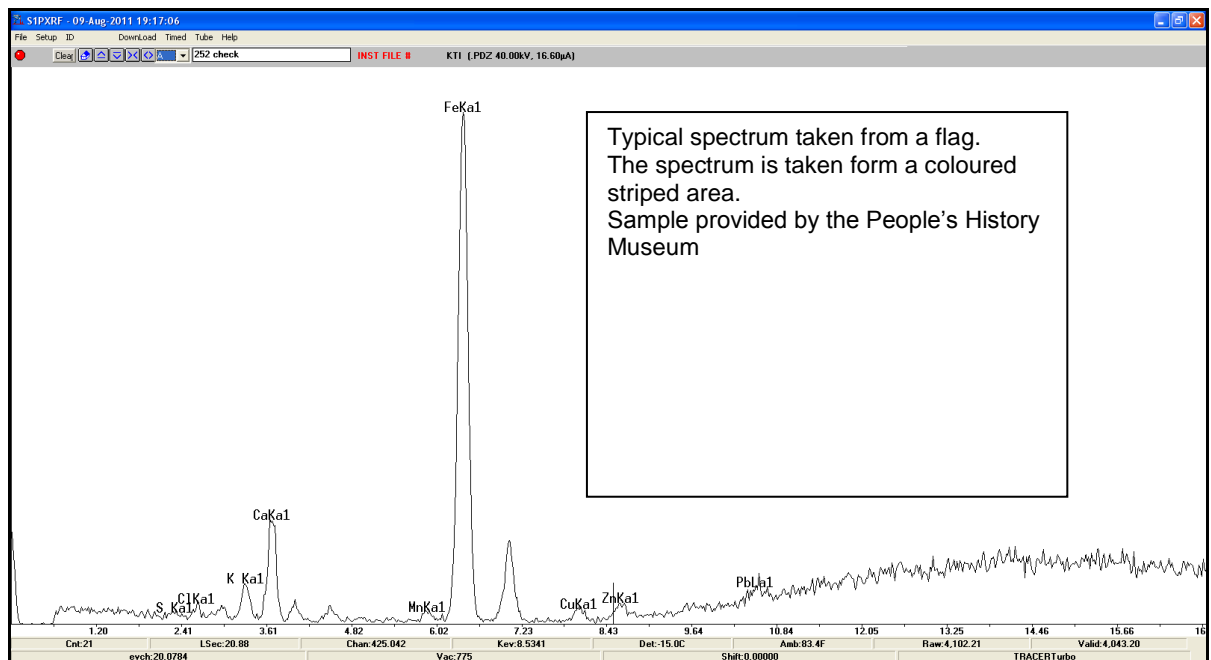 S1PXRF - 09-Aug-2011 19:17:06
File Setup ID DownLoad Timed Tube Help
Clear A 252 check INST FILE # KTI (.PDZ 40.00kV, 16.60µA)
FeKa1
Typical spectrum taken from a flag.
The spectrum is taken form a coloured
striped area.
Sample provided by the People's History
Museum
CaKa1
K Ka1
ClKa1
S Ka1
MnKa1
CuKa1
ZnKa1
PbLa1
1.20 2.41 3.61 4.82 6.02 7.23 8.43 9.64 10.84 12.05 13.25 14.46 15.66 16
Cnt:21 LSec:20.88 Chan:425.042 Kev:8.5341 Det:-15.0C Amb:83.4F Raw:4,102.21 Valid:4,043.20
evch:20.0784 Vac:775 Shift:0.00000 TRACERTurbo